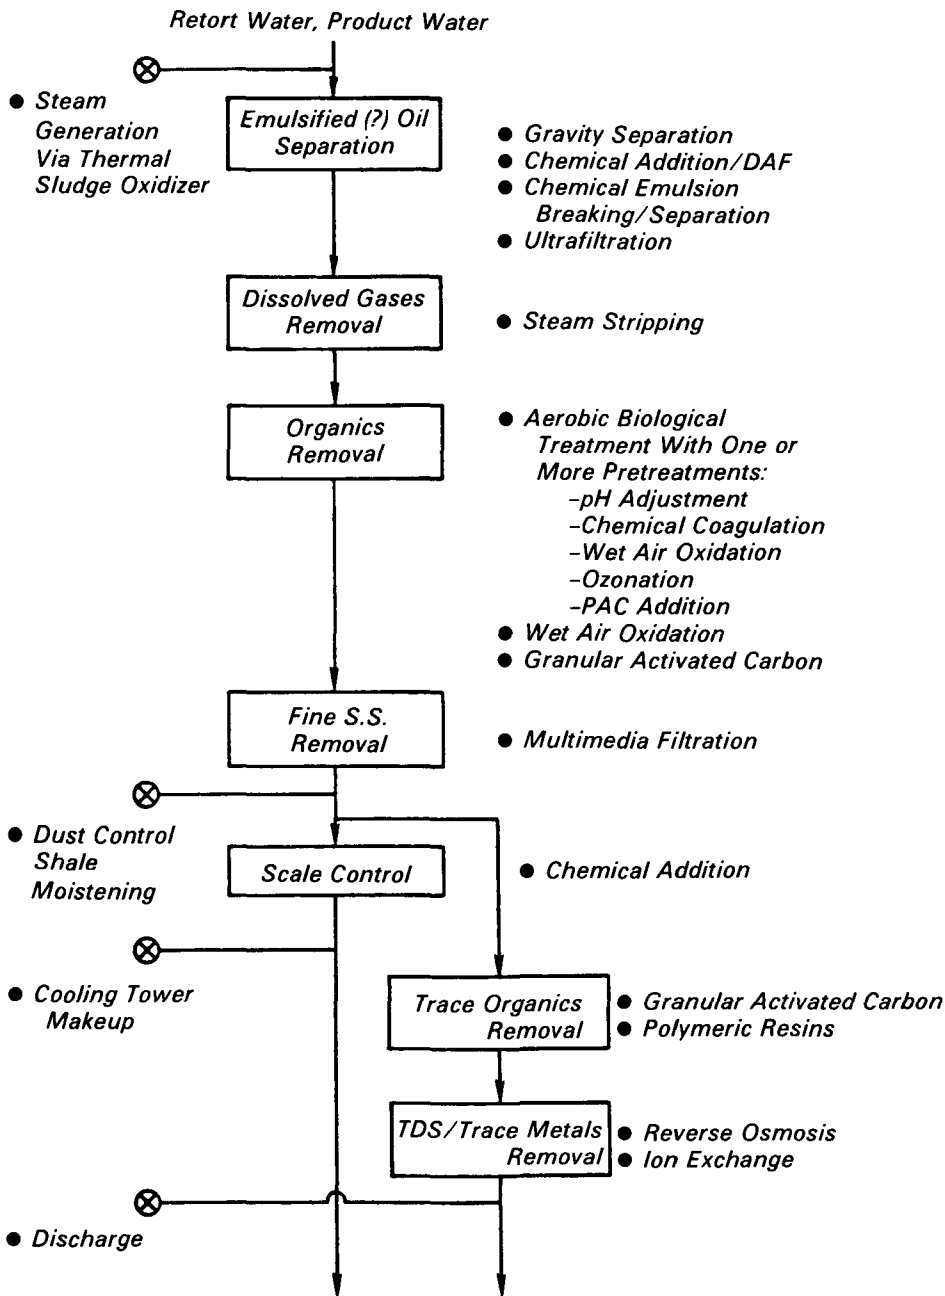 Retort Water, Product Water
● Steam
Generation
Via Thermal
Sludge Oxidizer
Emulsified (?) Oil
Separation
● Gravity Separation
● Chemical Addition/DAF
● Chemical Emulsion
Breaking/Separation
● Ultrafiltration
Dissolved Gases
Removal
● Steam Stripping
Organics
Removal
● Aerobic Biological
Treatment With One or
More Pretreatments:
-pH Adjustment
-Chemical Coagulation
-Wet Air Oxidation
-Ozonation
-PAC Addition
● Wet Air Oxidation
● Granular Activated Carbon
Fine S.S.
Removal
● Multimedia Filtration
● Dust Control
Shale
Moistening
Scale Control
● Chemical Addition
● Cooling Tower
Makeup
Trace Organics
Removal
● Granular Activated Carbon
● Polymeric Resins
TDS/Trace Metals
Removal
● Reverse Osmosis
● Ion Exchange
● Discharge